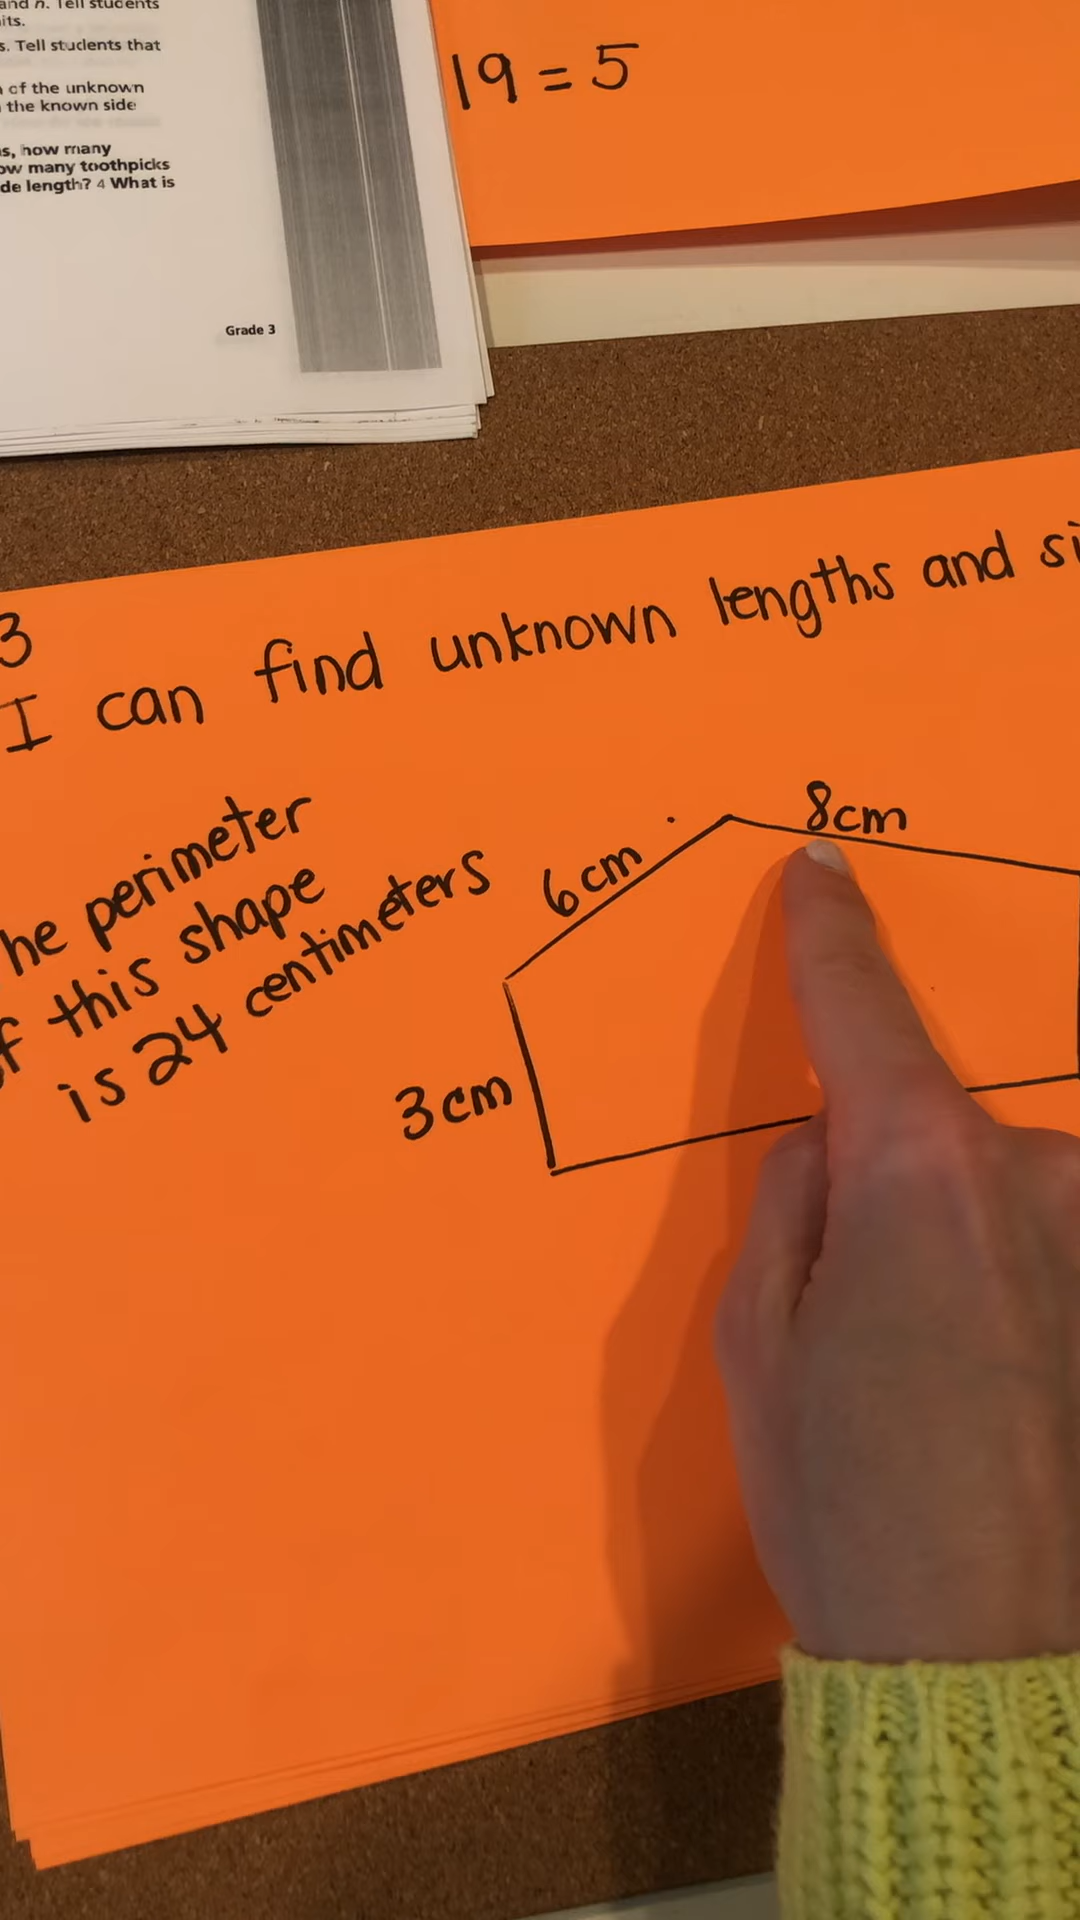 and n. Tell students
its.
s. Tell students that
of the unknown
the known side
s, how many
ow many toothpicks
de length? 4 What is
Grade 3
19 = 5
3
I can find unknown lengths and si
he perimeter
f this shape
is 24 centimeters
6cm
8cm
3cm